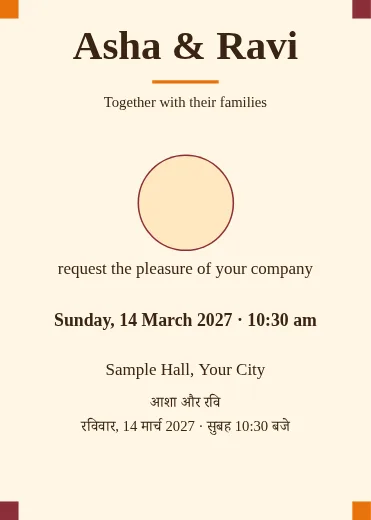 Asha & Ravi
Together with their families
request the pleasure of your company
Sunday, 14 March 2027 · 10:30 am
Sample Hall, Your City
आशा और रवि
रविवार, 14 मार्च 2027 · सुबह 10:30 बजे